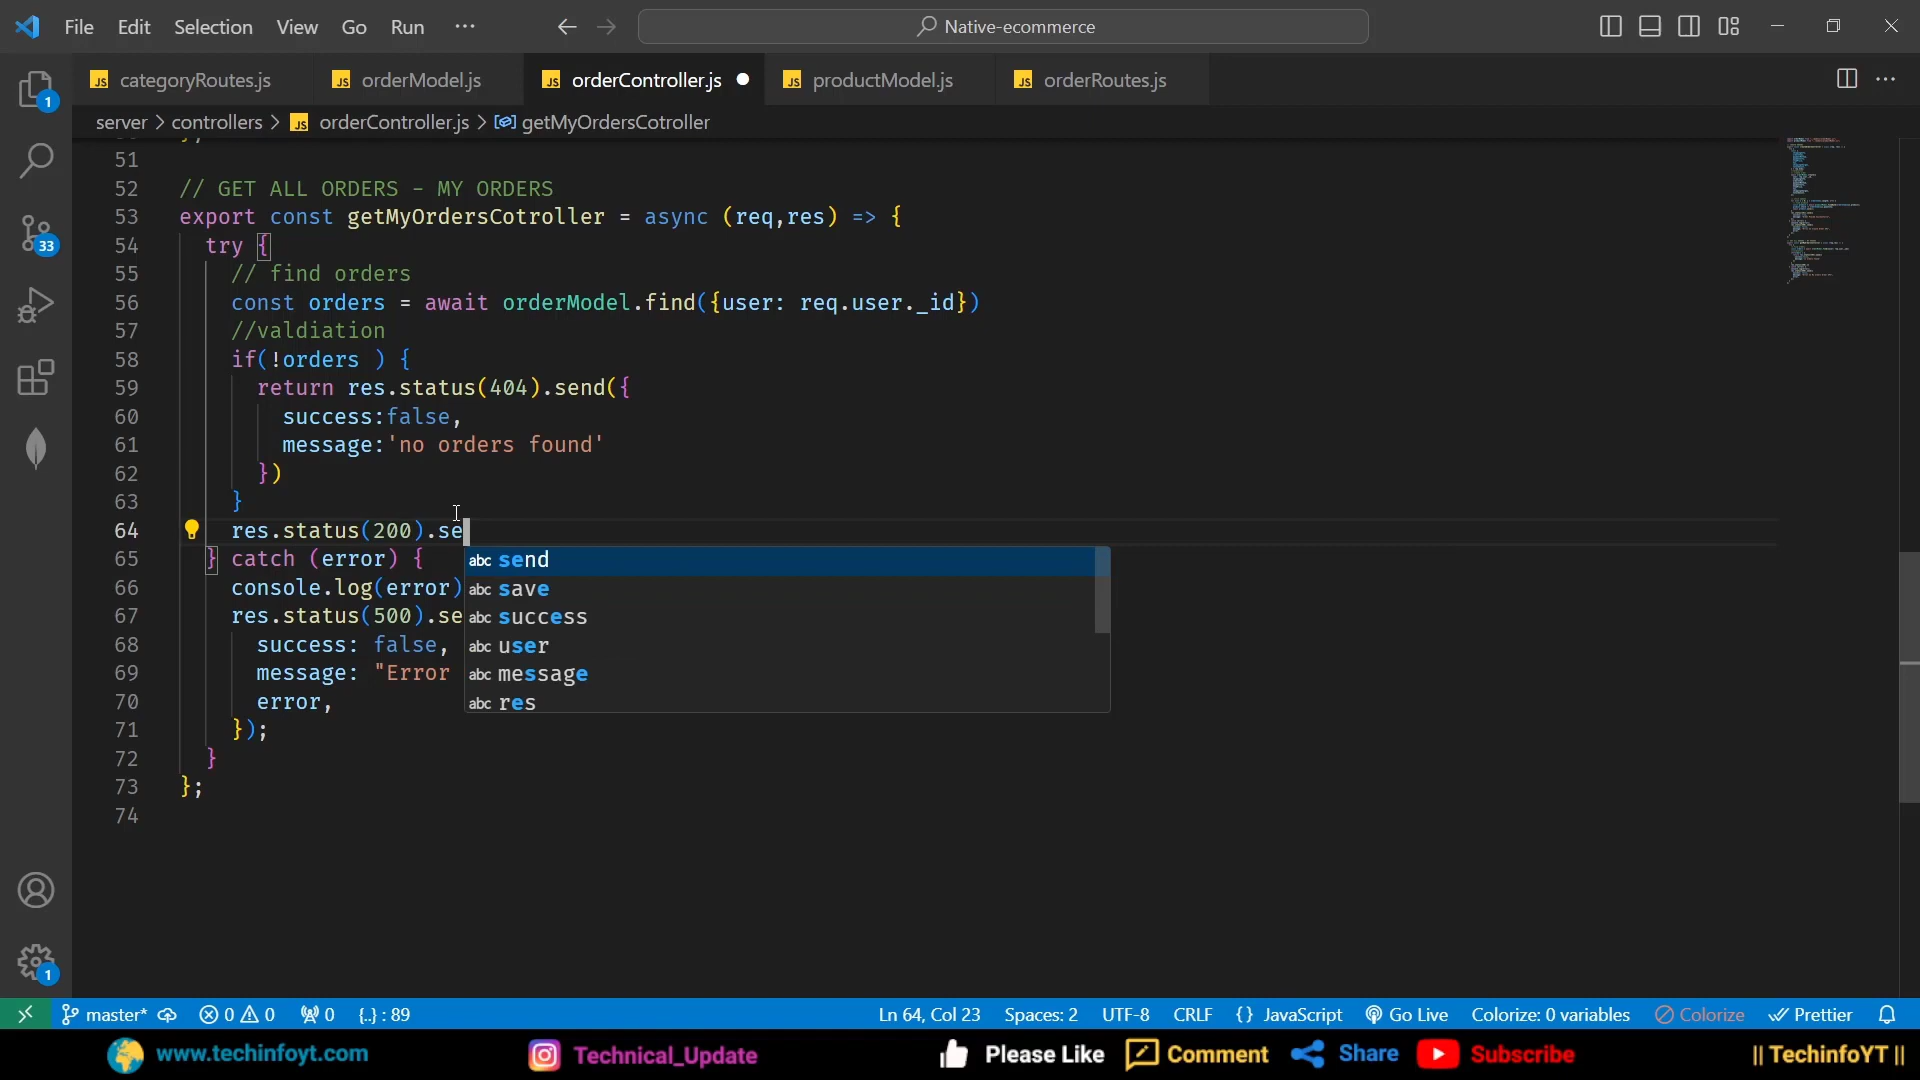 File Edit Selection View Go Run ··· Native-ecommerce
categoryRoutes.js orderModel.js orderController.js productModel.js orderRoutes.js
server > controllers > orderController.js > getMyOrdersCotroller
51
52 // GET ALL ORDERS - MY ORDERS
53 export const getMyOrdersCotroller = async (req,res) => {
54 try {
55 // find orders
56 const orders = await orderModel.find({user: req.user._id})
57 //valdiation
58 if(!orders ) {
59 return res.status(404).send({
60 success:false,
61 message:'no orders found'
62 })
63 }
64 res.status(200).se
65 } catch (error) {
66 console.log(error)
67 res.status(500).se
68 success: false,
69 message: "Error
70 error,
71 });
72 }
73 };
74
abc send
abc save
abc success
abc user
abc message
abc res
1
33
1
master* 0 0 0 {..} : 89 Ln 64, Col 23 Spaces: 2 UTF-8 CRLF {} JavaScript Go Live Colorize: 0 variables Colorize Prettier
www.techinfoyt.com Technical_Update Please Like Comment Share Subscribe || TechinfoYT ||